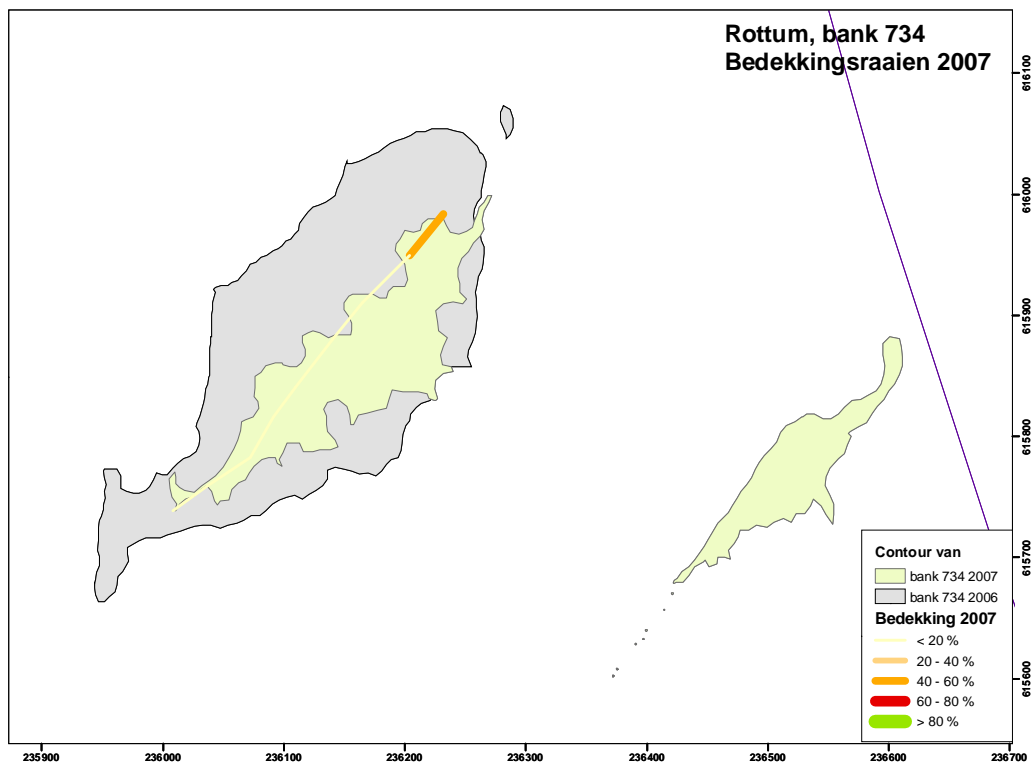 Rottum, bank 734
Bedekkingsraaien 2007
616100
616000
615900
615800
615700
615600
Contour van
bank 734 2007
bank 734 2006
Bedekking 2007
< 20 %
20 - 40 %
40 - 60 %
60 - 80 %
> 80 %
235900 236000 236100 236200 236300 236400 236500 236600 236700